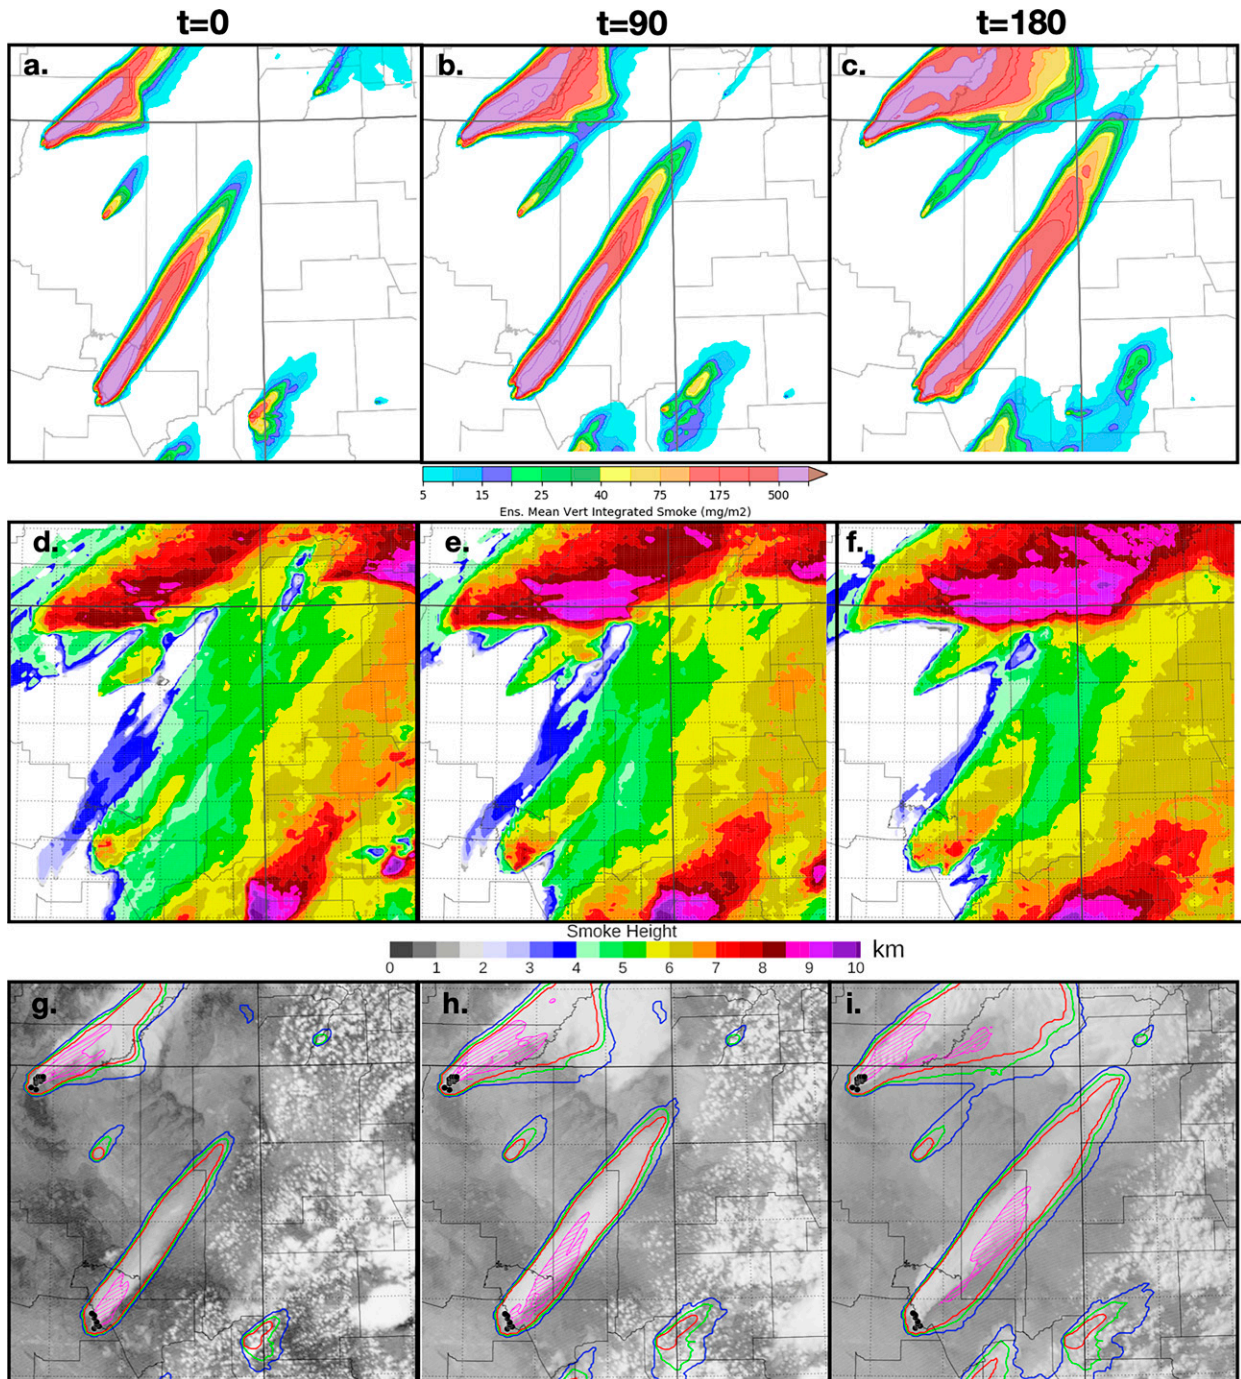 t=0 t=90 t=180
a. b. c.
5 15 25 40 75 175 500
Ens. Mean Vert Integrated Smoke (mg/m2)
d. e. f.
Smoke Height
0 1 2 3 4 5 6 7 8 9 10 km
g. h. i.